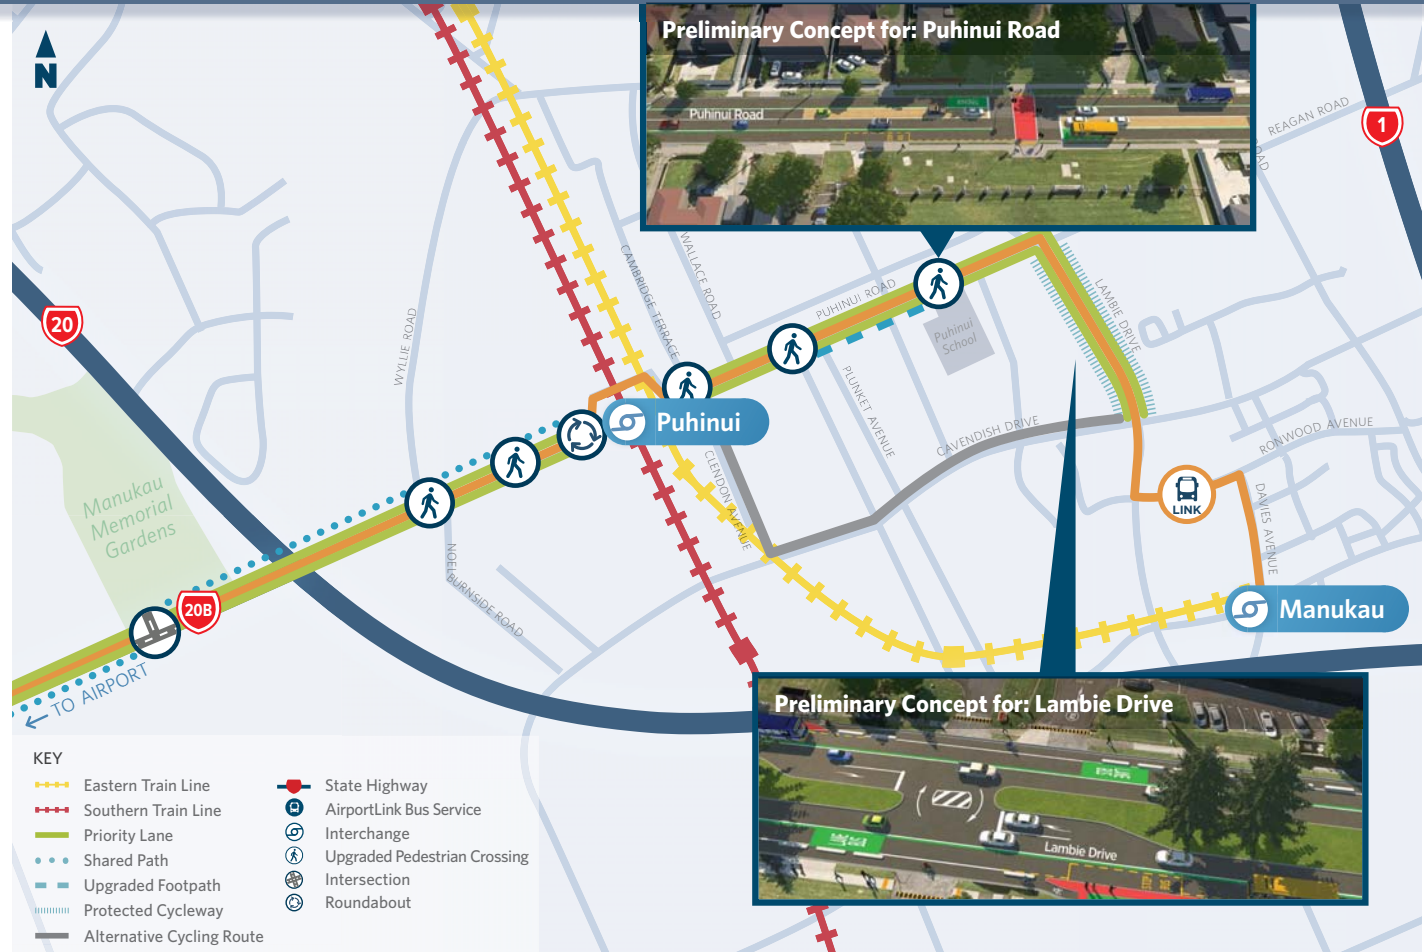 N
Preliminary Concept for: Puhinui Road
Puhinui Road
REAGAN ROAD
1
20
WYLLIE ROAD
CAMBRIDGE TERRACE
WALLACE ROAD
PUHINUI ROAD
LAMBIE DRIVE
Puhinui
School
PLUNKET AVENUE
CAVENDISH DRIVE
RONWOOD AVENUE
DAVIES AVENUE
LINK
Puhinui
CLENDON AVENUE
Manukau
Memorial
Gardens
NOEL BURNSIDE ROAD
20B
Manukau
← TO AIRPORT
Preliminary Concept for: Lambie Drive
Lambie Drive
KEY
Eastern Train Line
Southern Train Line
Priority Lane
Shared Path
Upgraded Footpath
Protected Cycleway
Alternative Cycling Route
State Highway
AirportLink Bus Service
Interchange
Upgraded Pedestrian Crossing
Intersection
Roundabout